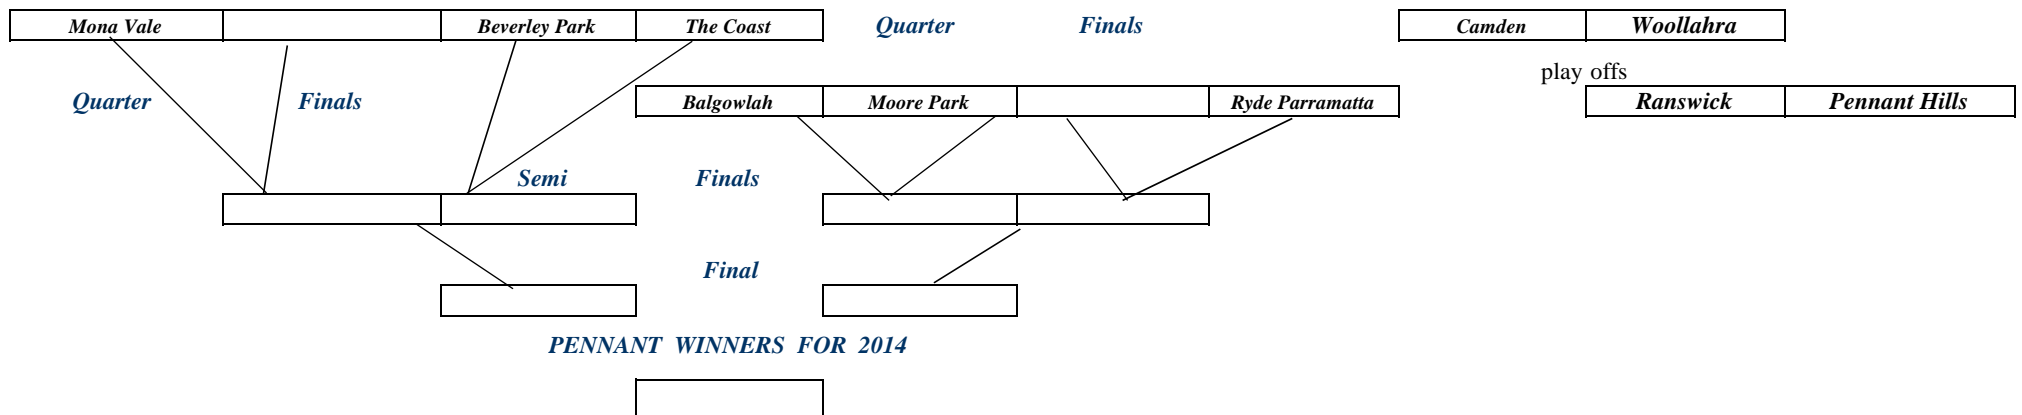 Mona Vale Beverley Park The Coast Quarter Finals Camden Woollahra
play offs
Quarter Finals Balgowlah Moore Park Ryde Parramatta Ranswick Pennant Hills
Semi Finals
Final
PENNANT WINNERS FOR 2014